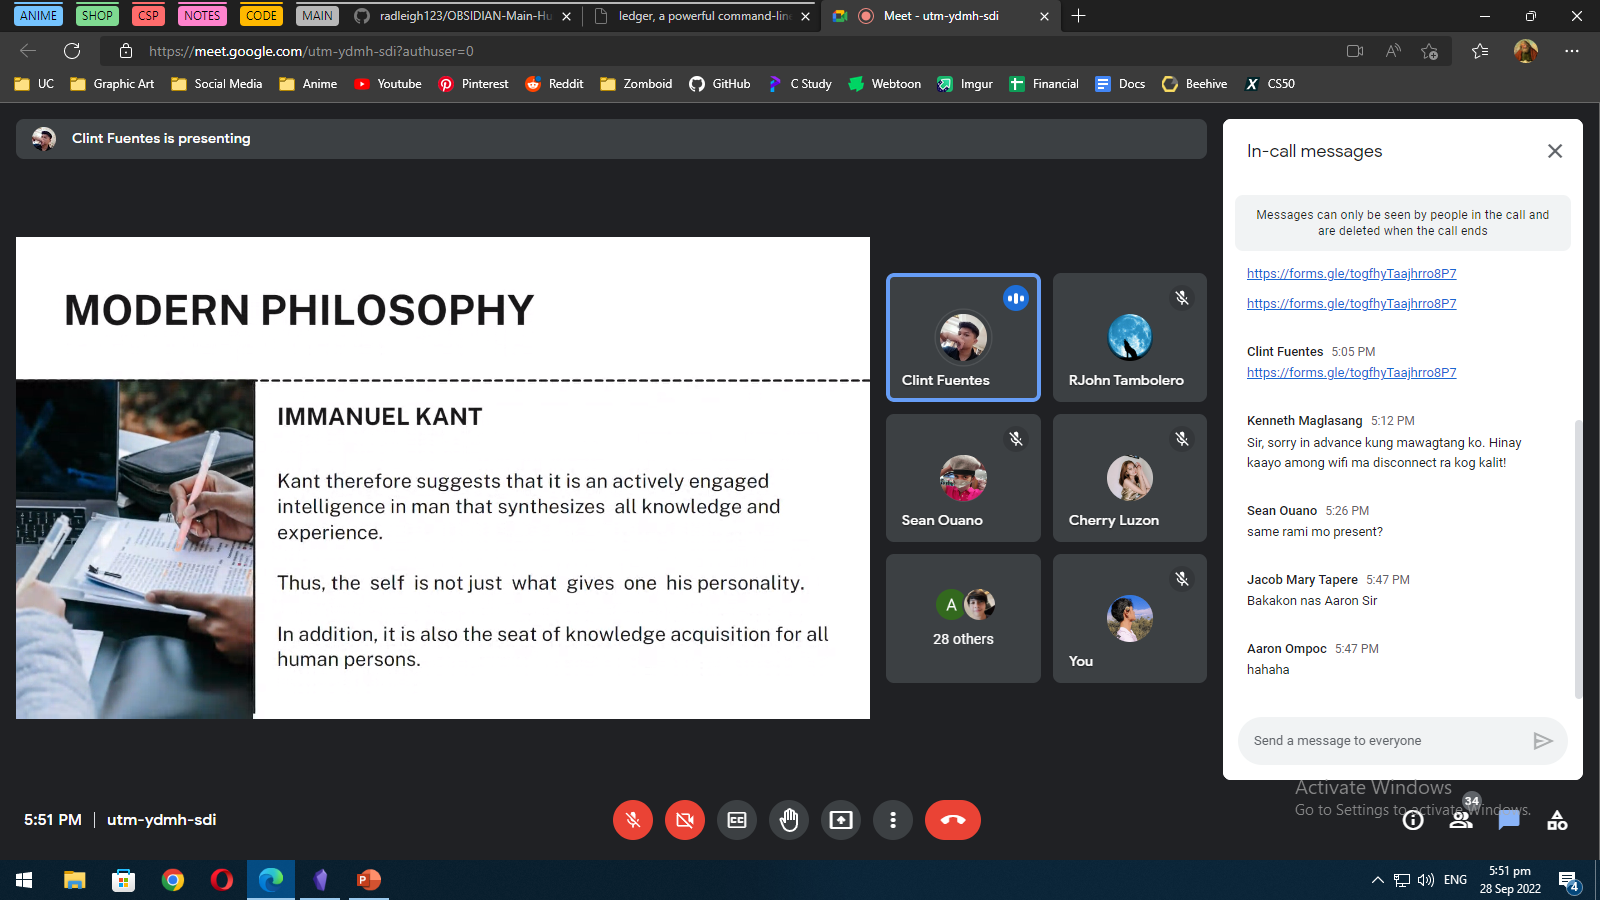 ANIME SHOP CSP NOTES CODE MAIN radleigh123/OBSIDIAN-Main-Hu ledger, a powerful command-line Meet - utm-ydmh-sdi
https://meet.google.com/utm-ydmh-sdi?authuser=0
UC Graphic Art Social Media Anime Youtube Pinterest Reddit Zomboid GitHub C Study Webtoon Imgur Financial Docs Beehive CS50
Clint Fuentes is presenting
MODERN PHILOSOPHY
IMMANUEL KANT
Kant therefore suggests that it is an actively engaged
intelligence in man that synthesizes all knowledge and
experience.
Thus, the self is not just what gives one his personality.
In addition, it is also the seat of knowledge acquisition for all
human persons.
Clint Fuentes
RJohn Tambolero
Sean Ouano
Cherry Luzon
A
28 others
You
In-call messages
Messages can only be seen by people in the call and
are deleted when the call ends
https://forms.gle/togfhyTaajhrro8P7
https://forms.gle/togfhyTaajhrro8P7
Clint Fuentes 5:05 PM
https://forms.gle/togfhyTaajhrro8P7
Kenneth Maglasang 5:12 PM
Sir, sorry in advance kung mawagtang ko. Hinay
kaayo among wifi ma disconnect ra kog kalit!
Sean Ouano 5:26 PM
same rami mo present?
Jacob Mary Tapere 5:47 PM
Bakakon nas Aaron Sir
Aaron Ompoc 5:47 PM
hahaha
Send a message to everyone
Activate Windows
Go to Settings to activate Windows.
34
5:51 PM | utm-ydmh-sdi
ENG
5:51 pm
28 Sep 2022
4